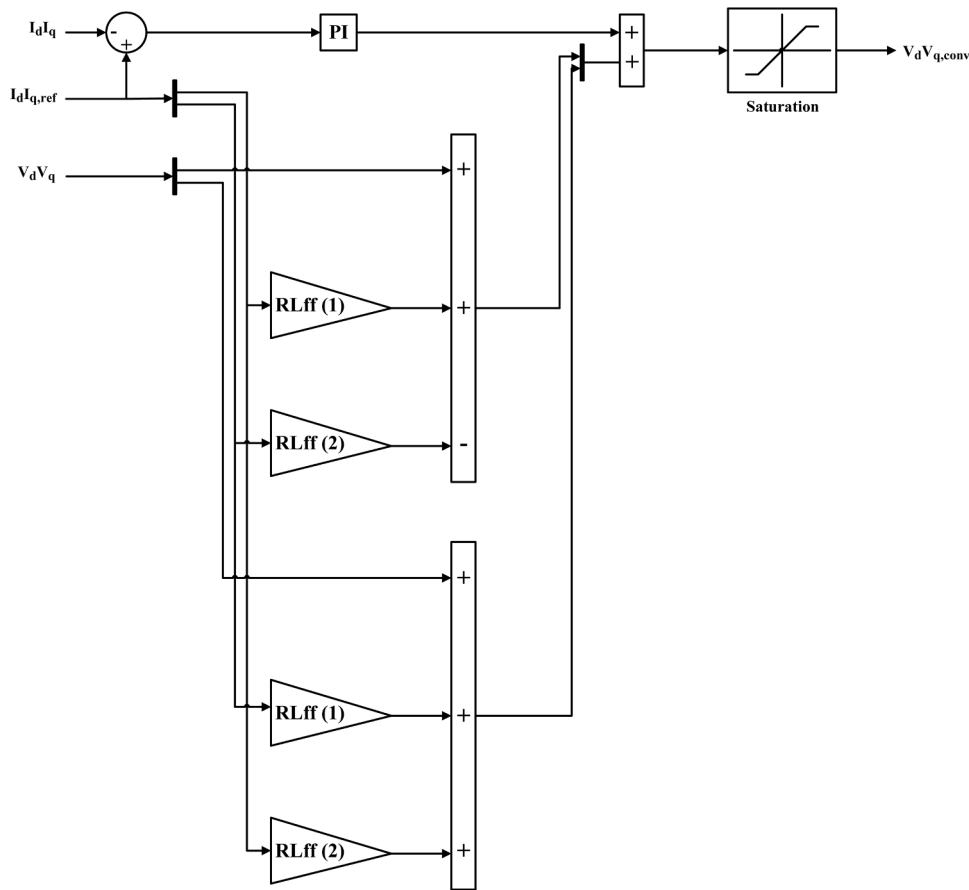 IdIq
-
+
PI
+
+
VdVq,conv
Saturation
IdIq,ref
VdVq
+
RLff (1)
+
RLff (2)
-
+
RLff (1)
+
RLff (2)
+